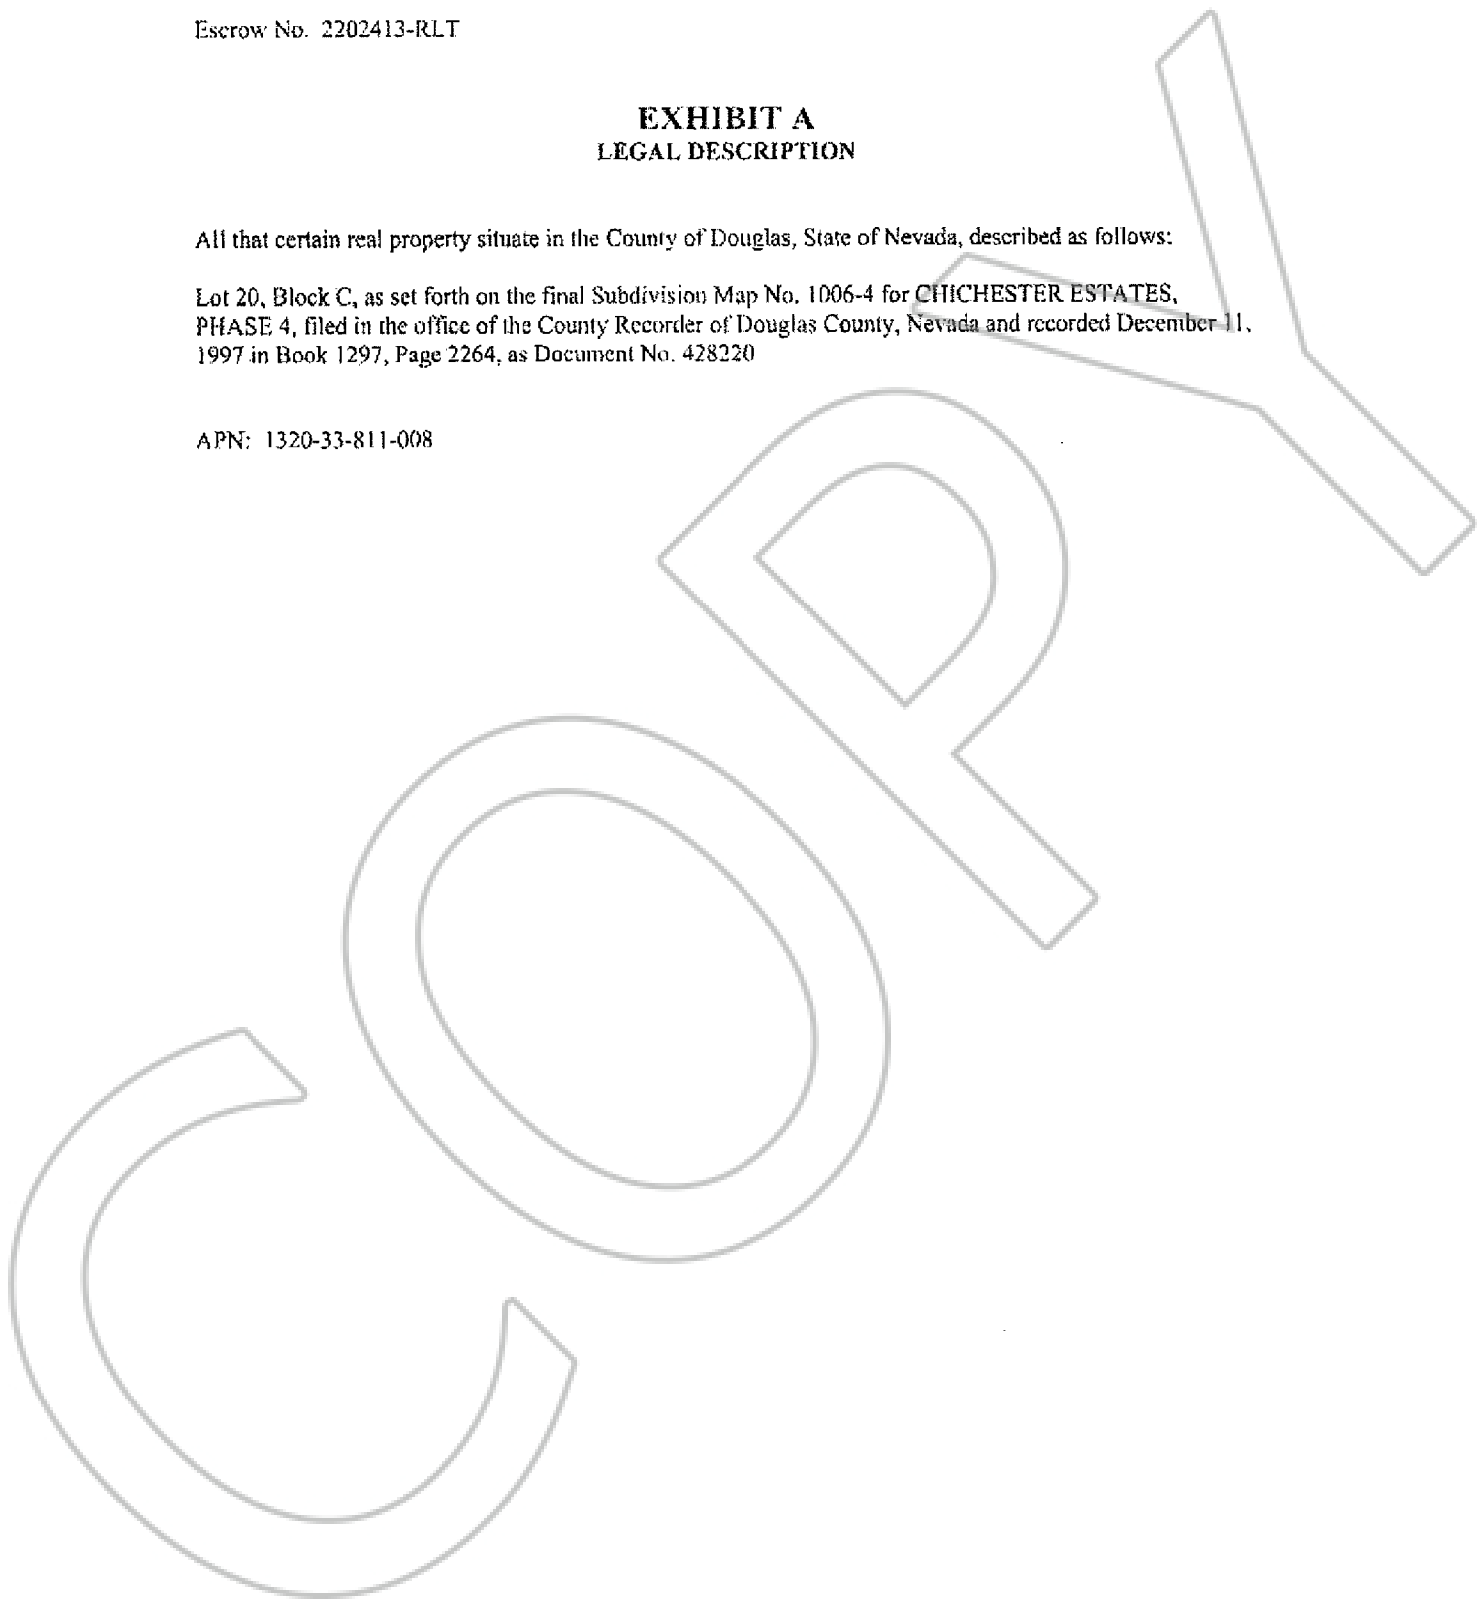 Escrow No. 2202413-RLT
EXHIBIT A
LEGAL DESCRIPTION
All that certain real property situate in the County of Douglas, State of Nevada, described as follows:
Lot 20, Block C, as set forth on the final Subdivision Map No. 1006-4 for CHICHESTER ESTATES,
PHASE 4, filed in the office of the County Recorder of Douglas County, Nevada and recorded December 11,
1997 in Book 1297, Page 2264, as Document No. 428220
APN: 1320-33-811-008
COPY